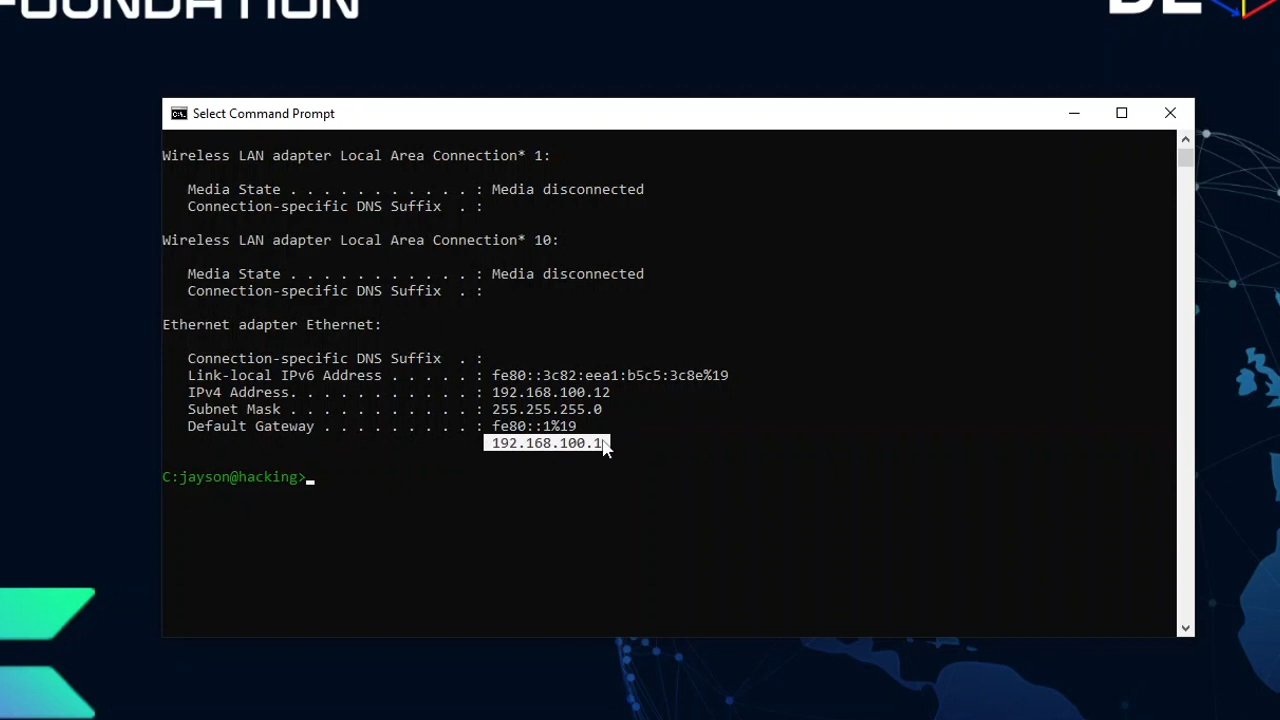 FOUNDATION
DE
Select Command Prompt
Wireless LAN adapter Local Area Connection* 1:
Media State . . . . . . . . . . . : Media disconnected
Connection-specific DNS Suffix  . :
Wireless LAN adapter Local Area Connection* 10:
Media State . . . . . . . . . . . : Media disconnected
Connection-specific DNS Suffix  . :
Ethernet adapter Ethernet:
Connection-specific DNS Suffix  . :
Link-local IPv6 Address . . . . . : fe80::3c82:eea1:b5c5:3c8e%19
IPv4 Address. . . . . . . . . . . : 192.168.100.12
Subnet Mask . . . . . . . . . . . : 255.255.255.0
Default Gateway . . . . . . . . . : fe80::1%19
192.168.100.1
C:jayson@hacking>